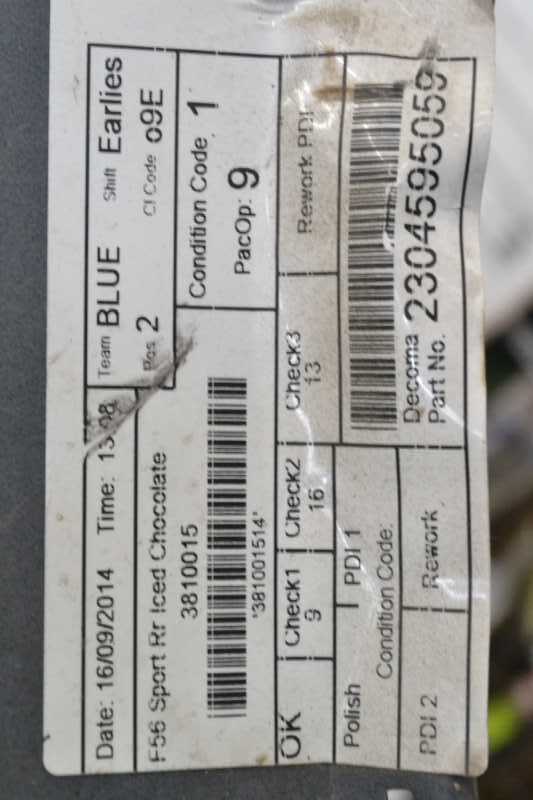 Date: 16/09/2014 Time: 13:08 Team BLUE Shift Earlies
Pos 2 CI Code 09E
F56 Sport Rr Iced Chocolate
3810015
*381001514*
Condition Code 1
PacOp: 9
OK Check1 Check2 Check3 Rework PDI
9 16 13
Polish PDI 1
Condition Code:
PDI 2 Rework
Decoma
Part No. 2304595059